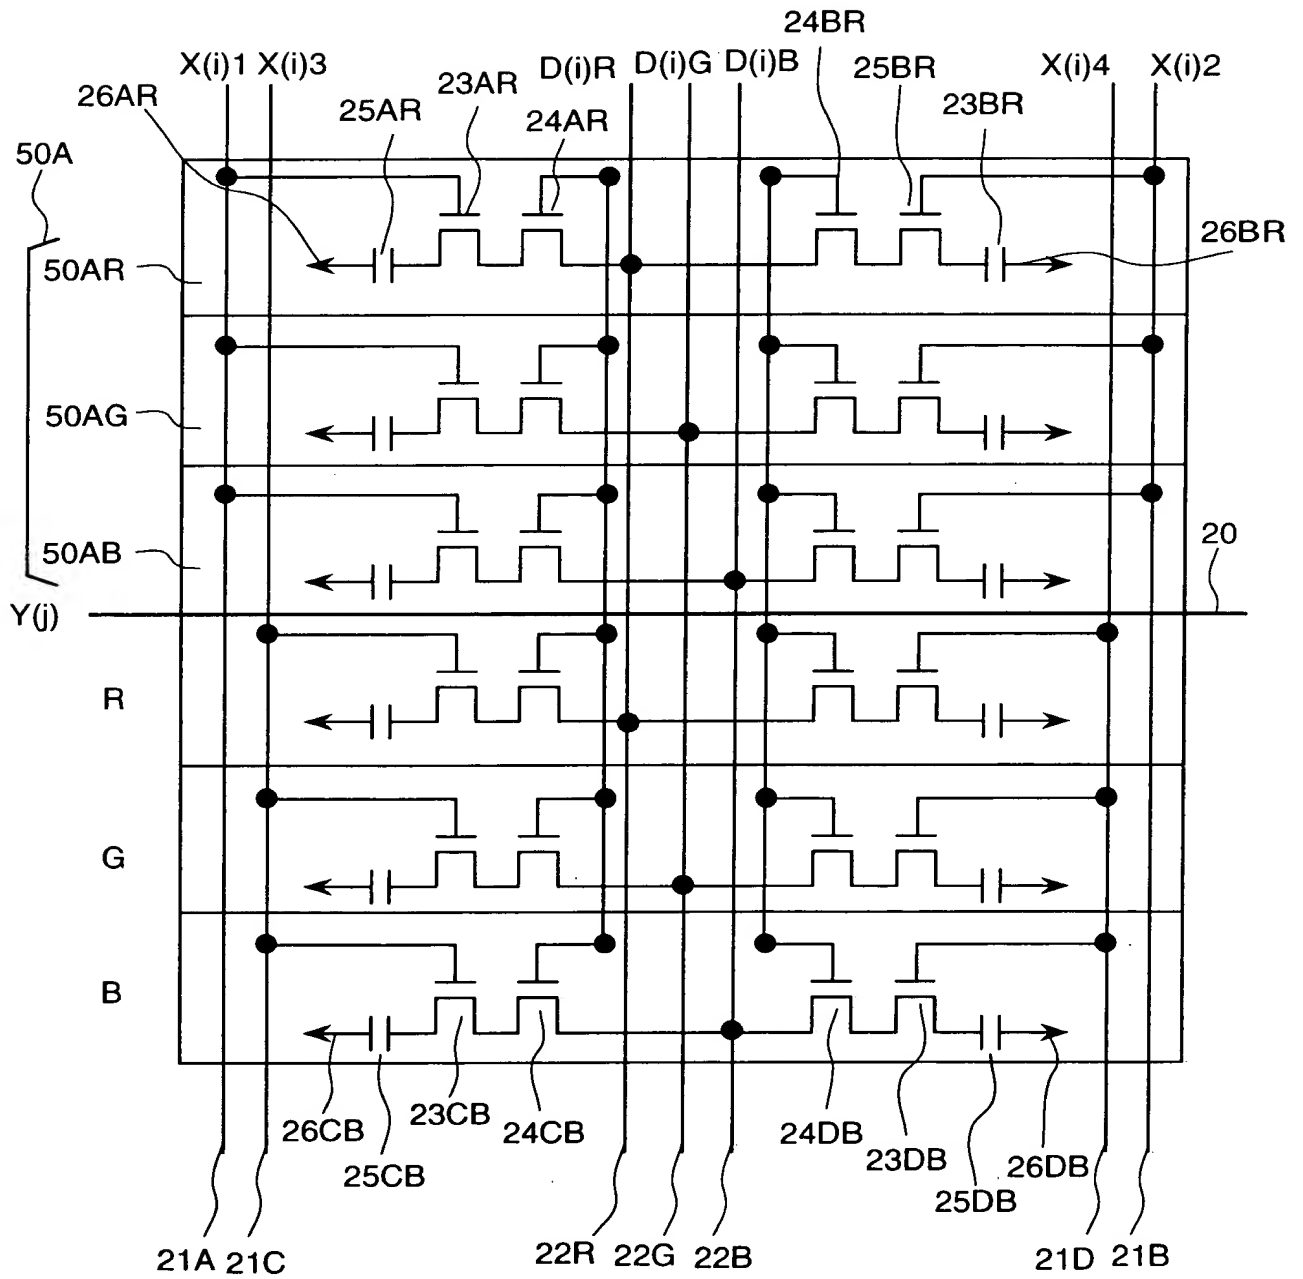 24BR
X(i)1 X(i)3 D(i)R D(i)G D(i)B X(i)4 X(i)2
26AR 25AR 23AR 24AR 25BR 23BR
50A
26BR
50AR
50AG
50AB
20
Y(j)
R
G
B
26CB 23CB 24CB 24DB 23DB 26DB
25CB 25DB
21A 21C 22R 22G 22B 21D 21B